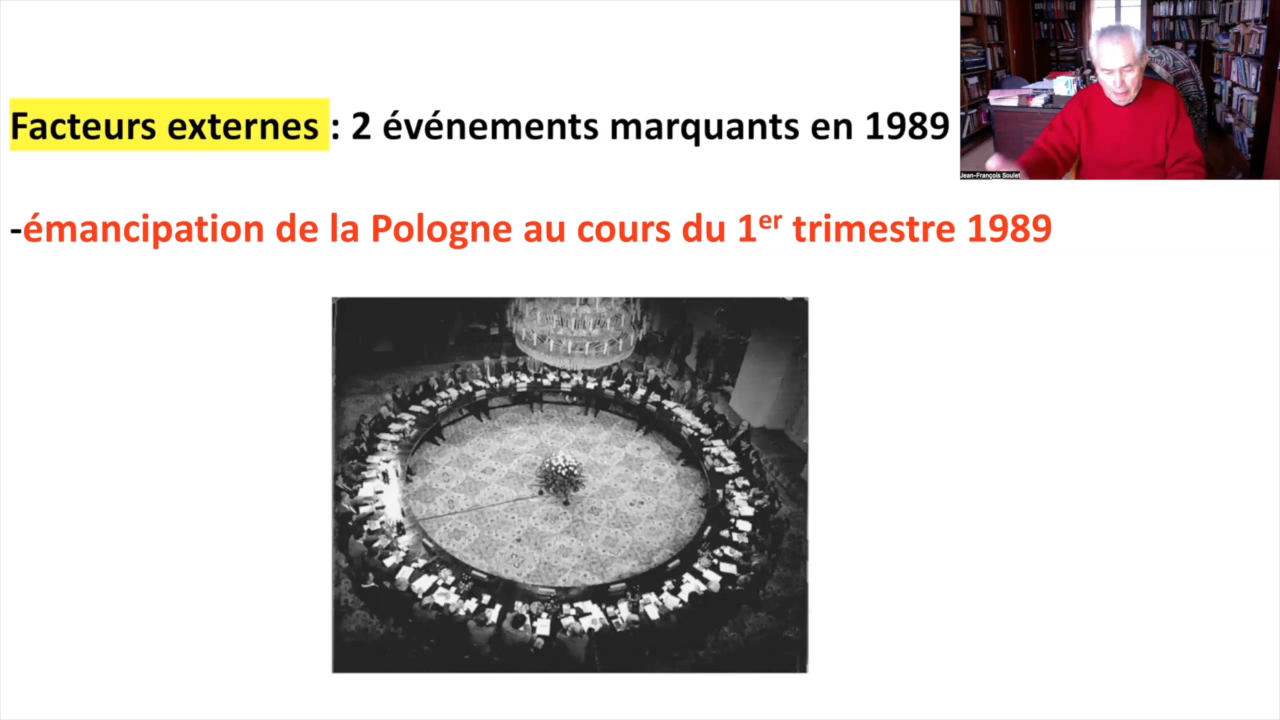 Facteurs externes : 2 événements marquants en 1989
Jean-François Soulet
-émancipation de la Pologne au cours du 1er trimestre 1989